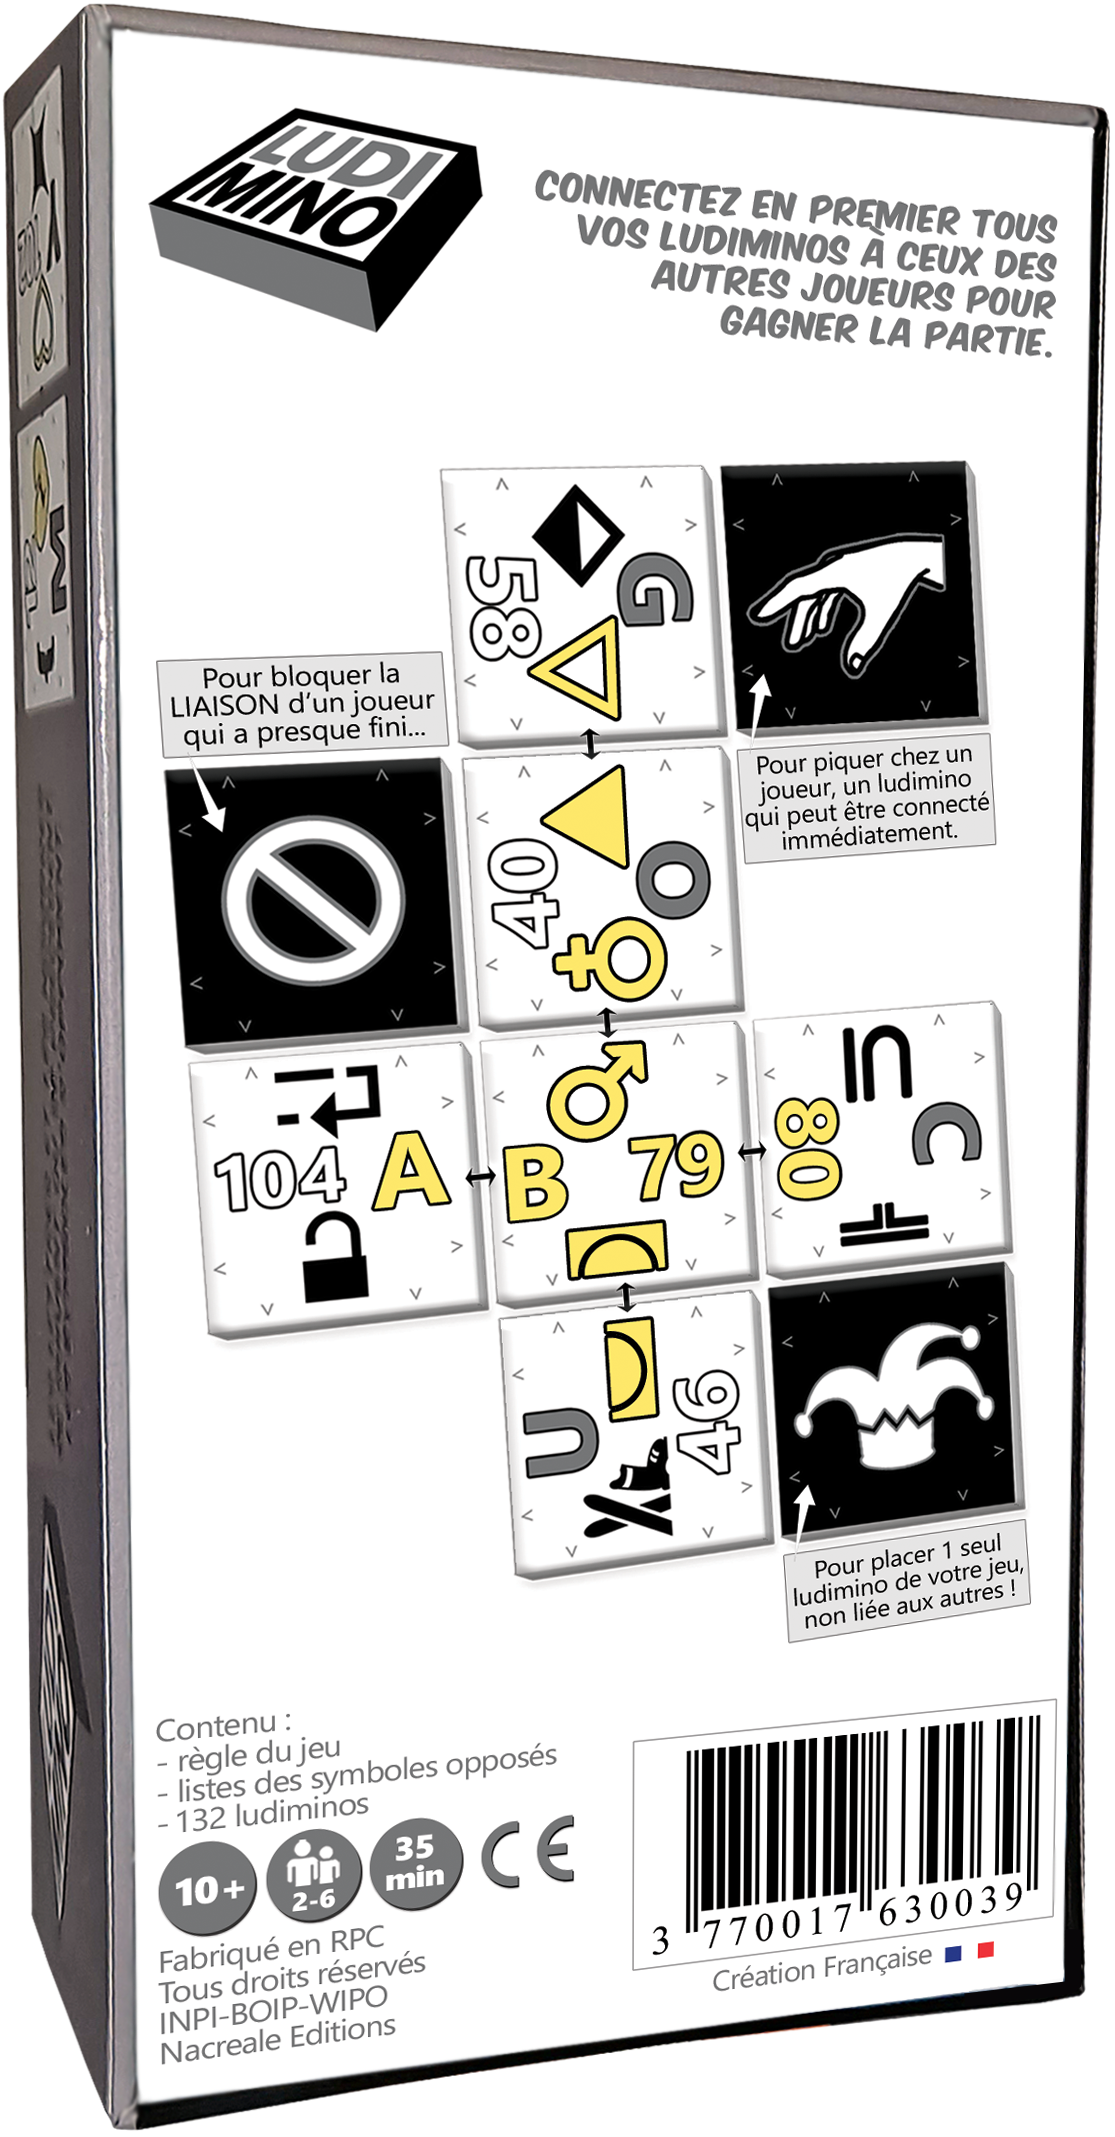 LUDI
MINO
CONNECTEZ EN PREMIER TOUS
VOS LUDIMINOS À CEUX DES
AUTRES JOUEURS POUR
GAGNER LA PARTIE.
58
G
Pour bloquer la
LIAISON d'un joueur
qui a presque fini...
Pour piquer chez un
joueur, un ludimino
qui peut être connecté
immédiatement.
40
O
104 A
B 79
80
C
U
46
Pour placer 1 seul
ludimino de votre jeu,
non liée aux autres !
Contenu :
- règle du jeu
- listes des symboles opposés
- 132 ludiminos
10+
2-6
35
min
CE
Fabriqué en RPC
Tous droits réservés
INPI-BOIP-WIPO
Nacreale Editions
3 770017 630039
Création Française